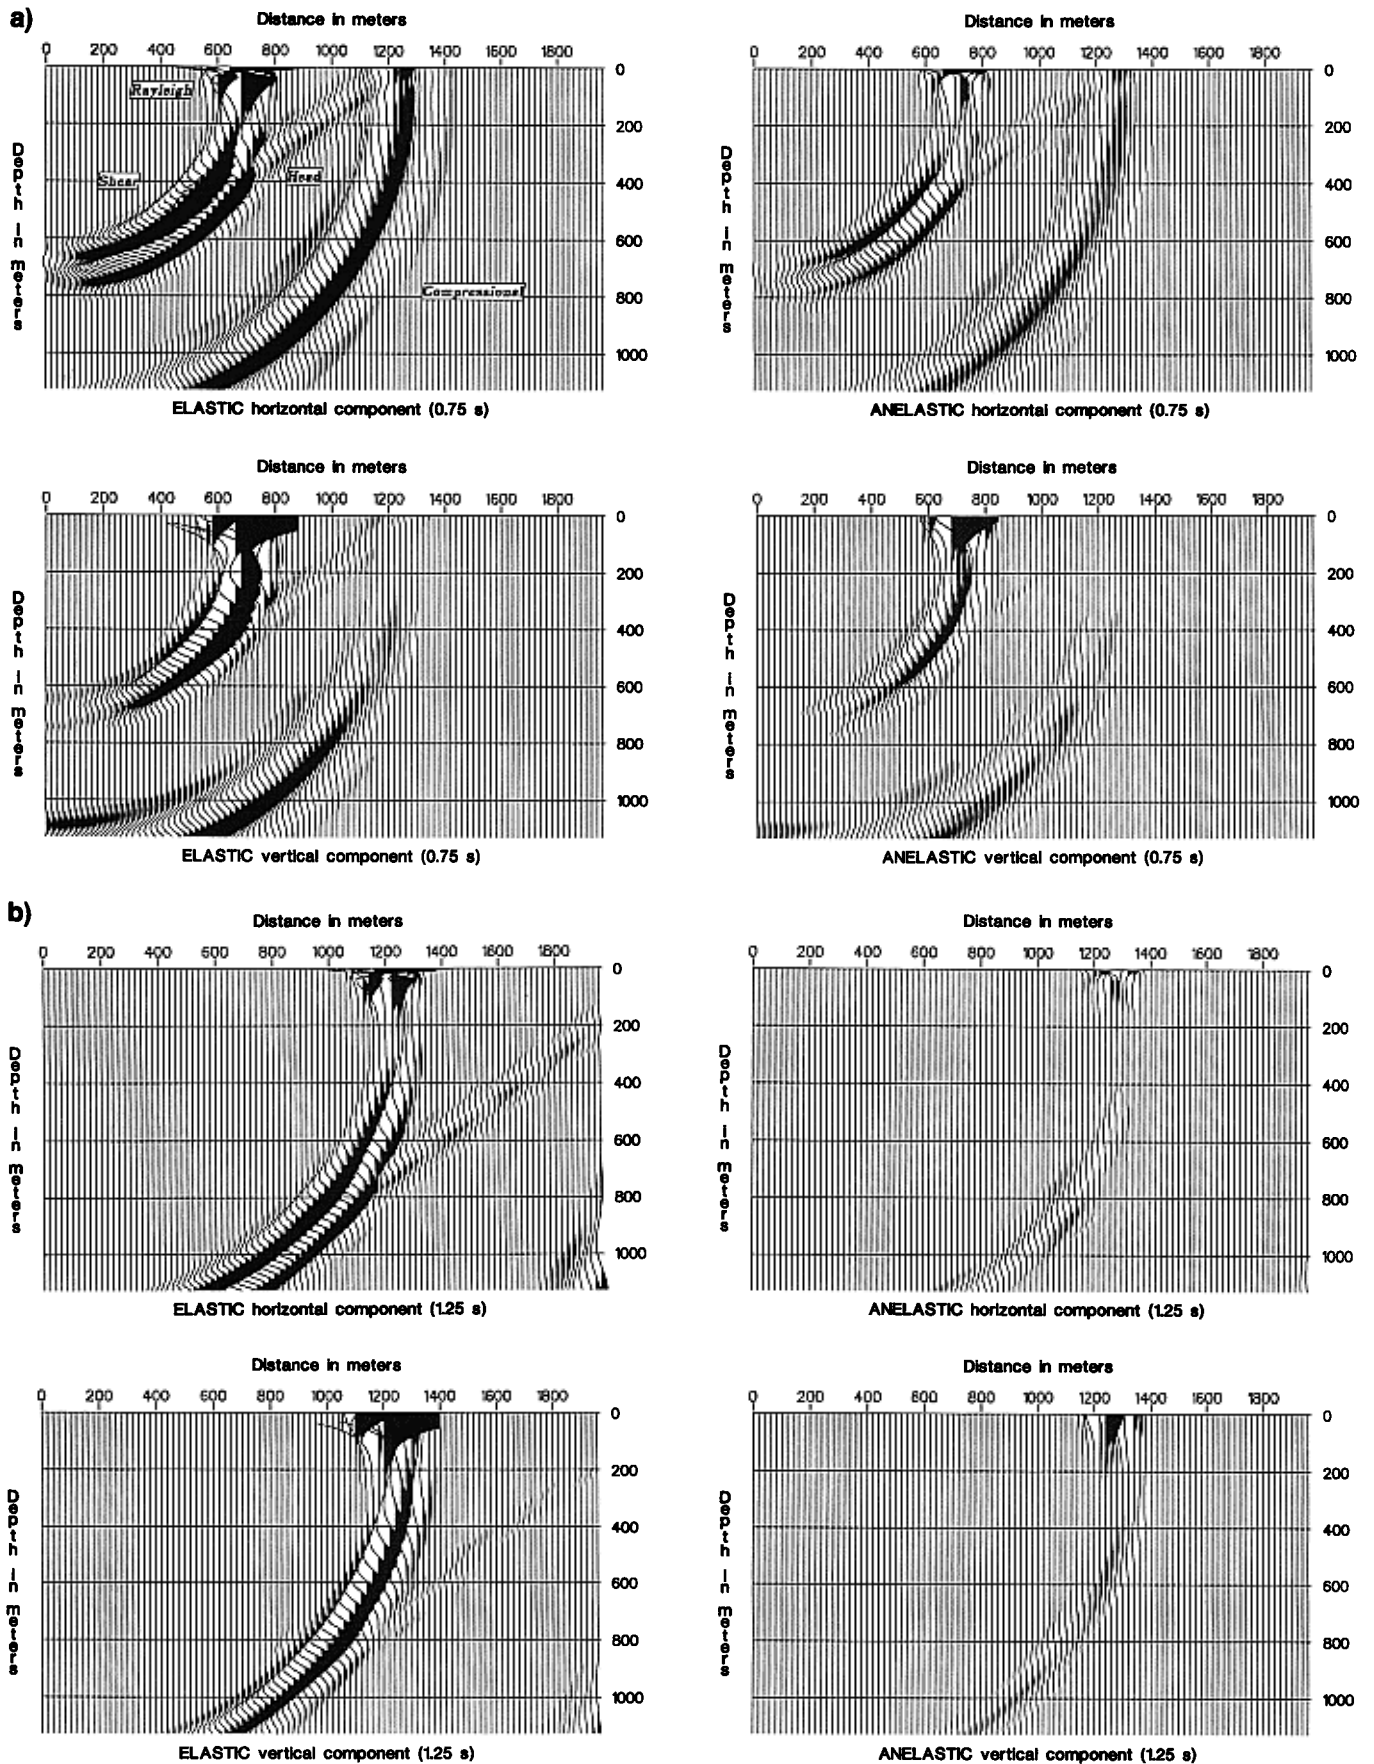 a)
Distance in meters
Distance in meters
0 200 400 600 800 1000 1200 1400 1600 1800
0 200 400 600 800 1000 1200 1400 1600 1800
0
200
400
600
800
1000
0
200
400
600
800
1000
Depth in meters
Depth in meters
Rayleigh
Shear
Head
Compressional
ELASTIC horizontal component (0.75 s)
ANELASTIC horizontal component (0.75 s)
Distance in meters
Distance in meters
0 200 400 600 800 1000 1200 1400 1600 1800
0 200 400 600 800 1000 1200 1400 1600 1800
0
200
400
600
800
1000
0
200
400
600
800
1000
Depth in meters
Depth in meters
ELASTIC vertical component (0.75 s)
ANELASTIC vertical component (0.75 s)
b)
Distance in meters
Distance in meters
0 200 400 600 800 1000 1200 1400 1600 1800
0 200 400 600 800 1000 1200 1400 1600 1800
0
200
400
600
800
1000
0
200
400
600
800
1000
Depth in meters
Depth in meters
ELASTIC horizontal component (1.25 s)
ANELASTIC horizontal component (1.25 s)
Distance in meters
Distance in meters
0 200 400 600 800 1000 1200 1400 1600 1800
0 200 400 600 800 1000 1200 1400 1600 1800
0
200
400
600
800
1000
0
200
400
600
800
1000
Depth in meters
Depth in meters
ELASTIC vertical component (1.25 s)
ANELASTIC vertical component (1.25 s)